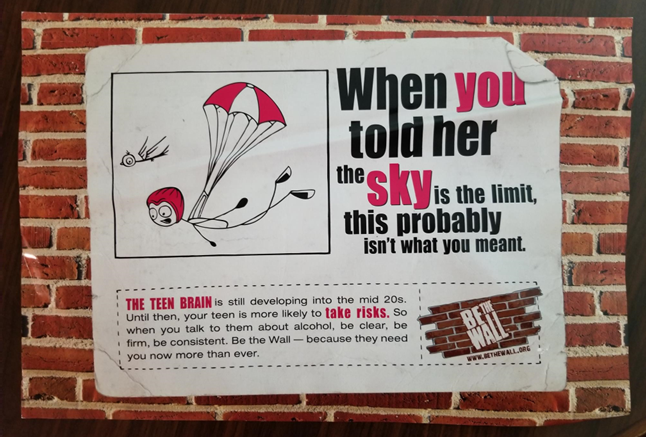 When you
told her
the sky is the limit,
this probably
isn't what you meant.
THE TEEN BRAIN is still developing into the mid 20s.
Until then, your teen is more likely to take risks. So
when you talk to them about alcohol, be clear, be
firm, be consistent. Be the Wall — because they need
you now more than ever.
BE THE
WALL
WWW.BETHEWALL.ORG